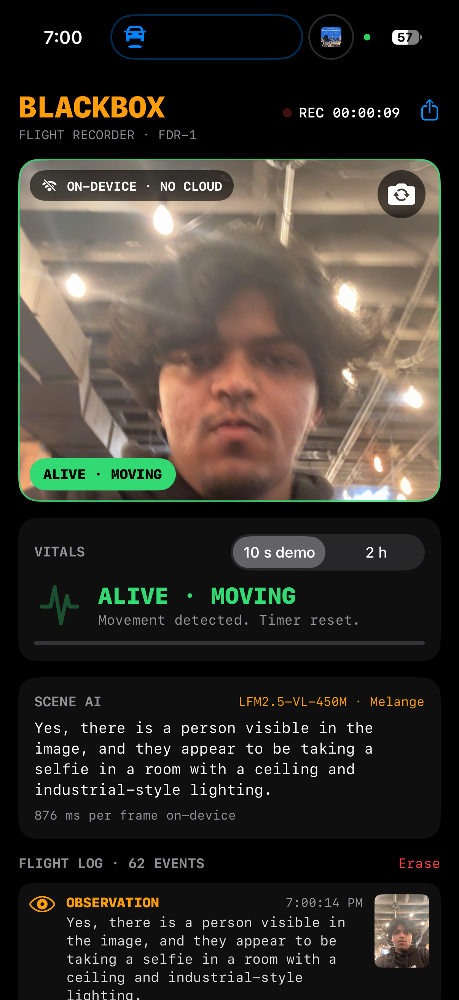 7:00
57
BLACKBOX
REC 00:00:09
FLIGHT RECORDER · FDR-1
ON-DEVICE · NO CLOUD
ALIVE · MOVING
VITALS
10 s demo
2 h
ALIVE · MOVING
Movement detected. Timer reset.
SCENE AI
LFM2.5-VL-450M · Melange
Yes, there is a person visible in the
image, and they appear to be taking a
selfie in a room with a ceiling and
industrial-style lighting.
876 ms per frame on-device
FLIGHT LOG · 62 EVENTS
Erase
OBSERVATION
7:00:14 PM
Yes, there is a person visible in
the image, and they appear to be
taking a selfie in a room with a
ceiling and industrial-style
lighting.